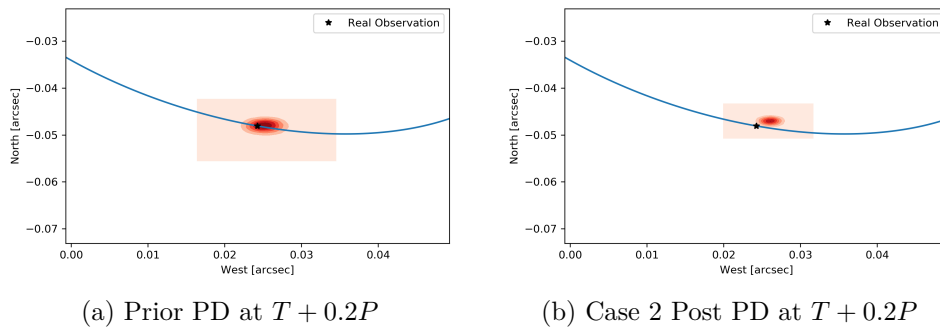 ★ Real Observation
−0.03
−0.04
−0.05
−0.06
−0.07
North [arcsec]
0.00 0.01 0.02 0.03 0.04
West [arcsec]
(a) Prior PD at T + 0.2P
★ Real Observation
−0.03
−0.04
−0.05
−0.06
−0.07
North [arcsec]
0.00 0.01 0.02 0.03 0.04
West [arcsec]
(b) Case 2 Post PD at T + 0.2P